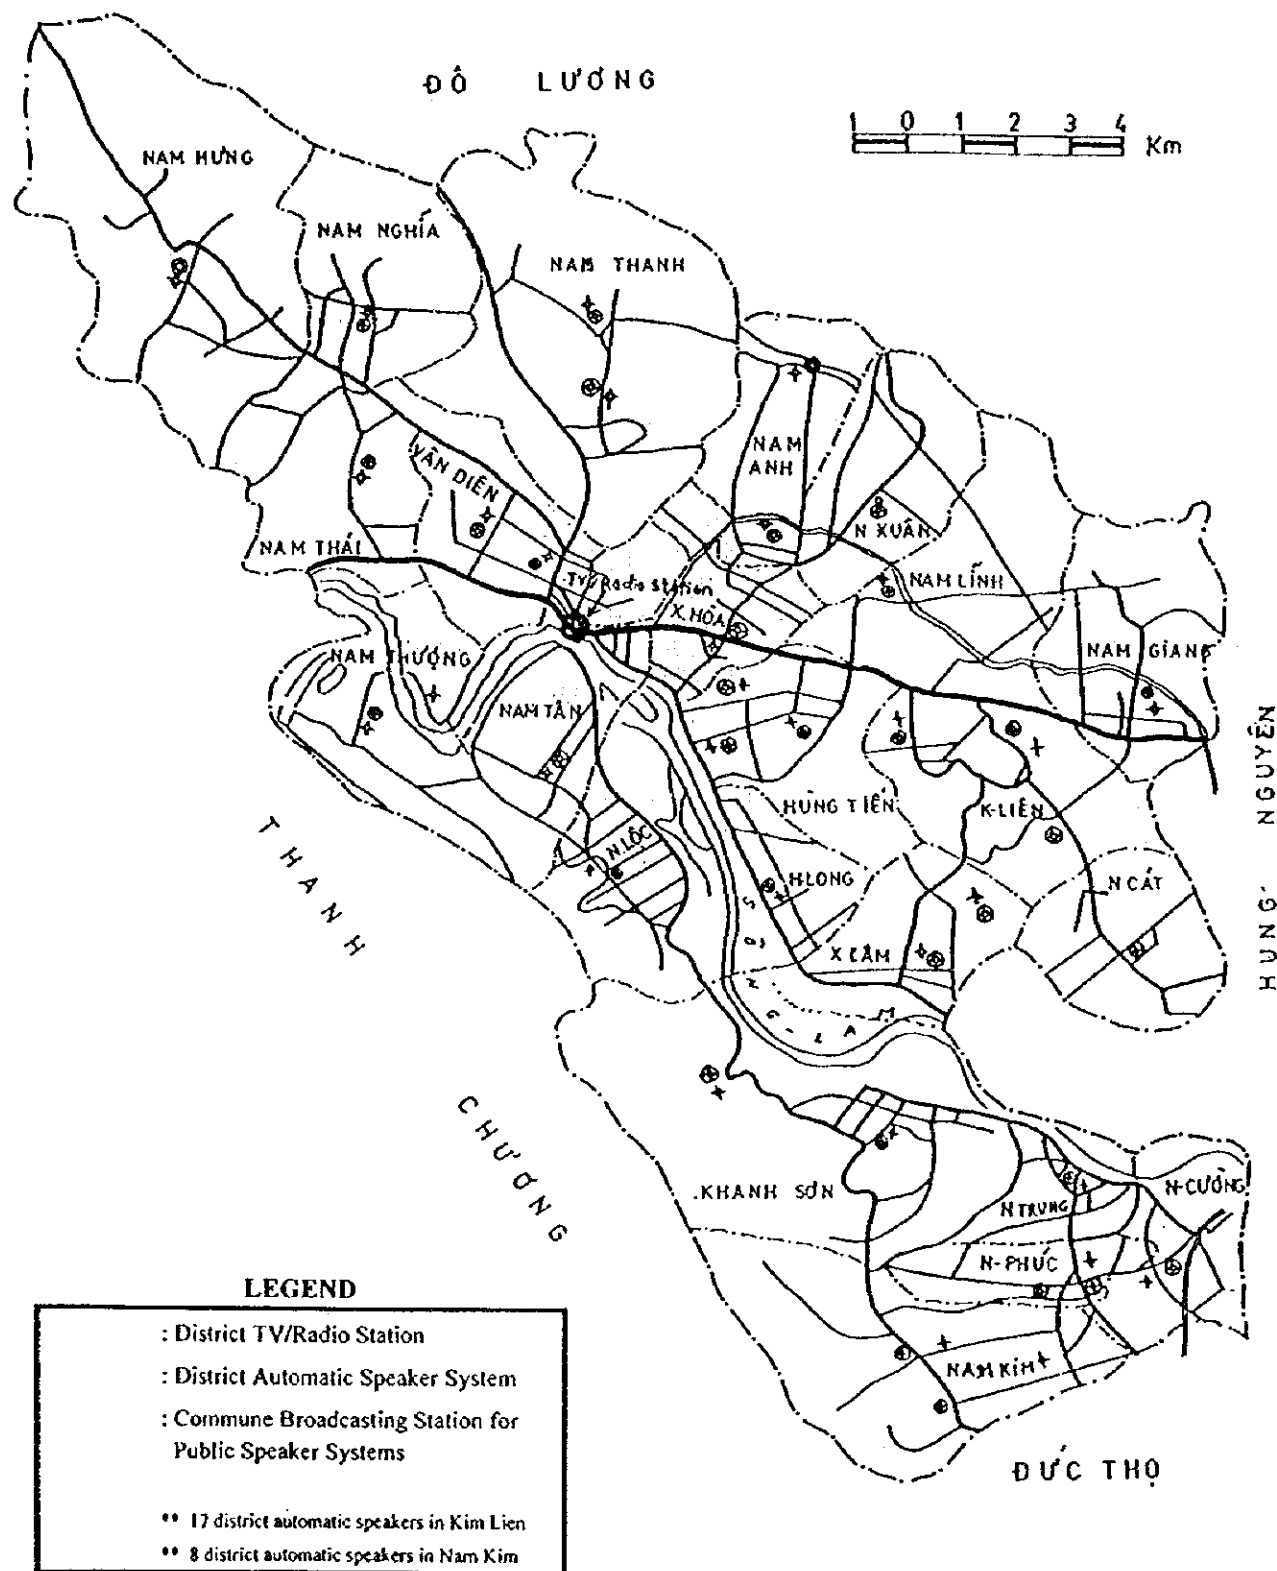 ĐÔ LƯƠNG
1 0 1 2 3 4 Km
NAM HƯNG
NAM NGHĨA
NAM THANH
NAM
ANH
VÂN DIÊN
N XUÂN
NAM THÁI
NAM LĨNH
TV/Radio Station
X. HÒA
NAM GIANG
NAM THƯỢNG
NAM TÂN
HƯNG NGUYÊN
HÙNG TIẾN
K-LIÊN
N.LỘC
H.LONG
N CÁT
THANH CHƯƠNG
X LÂM
SÔNG-LAM
KHANH SƠN
N-CƯỜNG
N TRUNG
N-PHÚC
NAM KIM
ĐỨC THỌ
LEGEND
: District TV/Radio Station
: District Automatic Speaker System
: Commune Broadcasting Station for
Public Speaker Systems
** 17 district automatic speakers in Kim Lien
** 8 district automatic speakers in Nam Kim